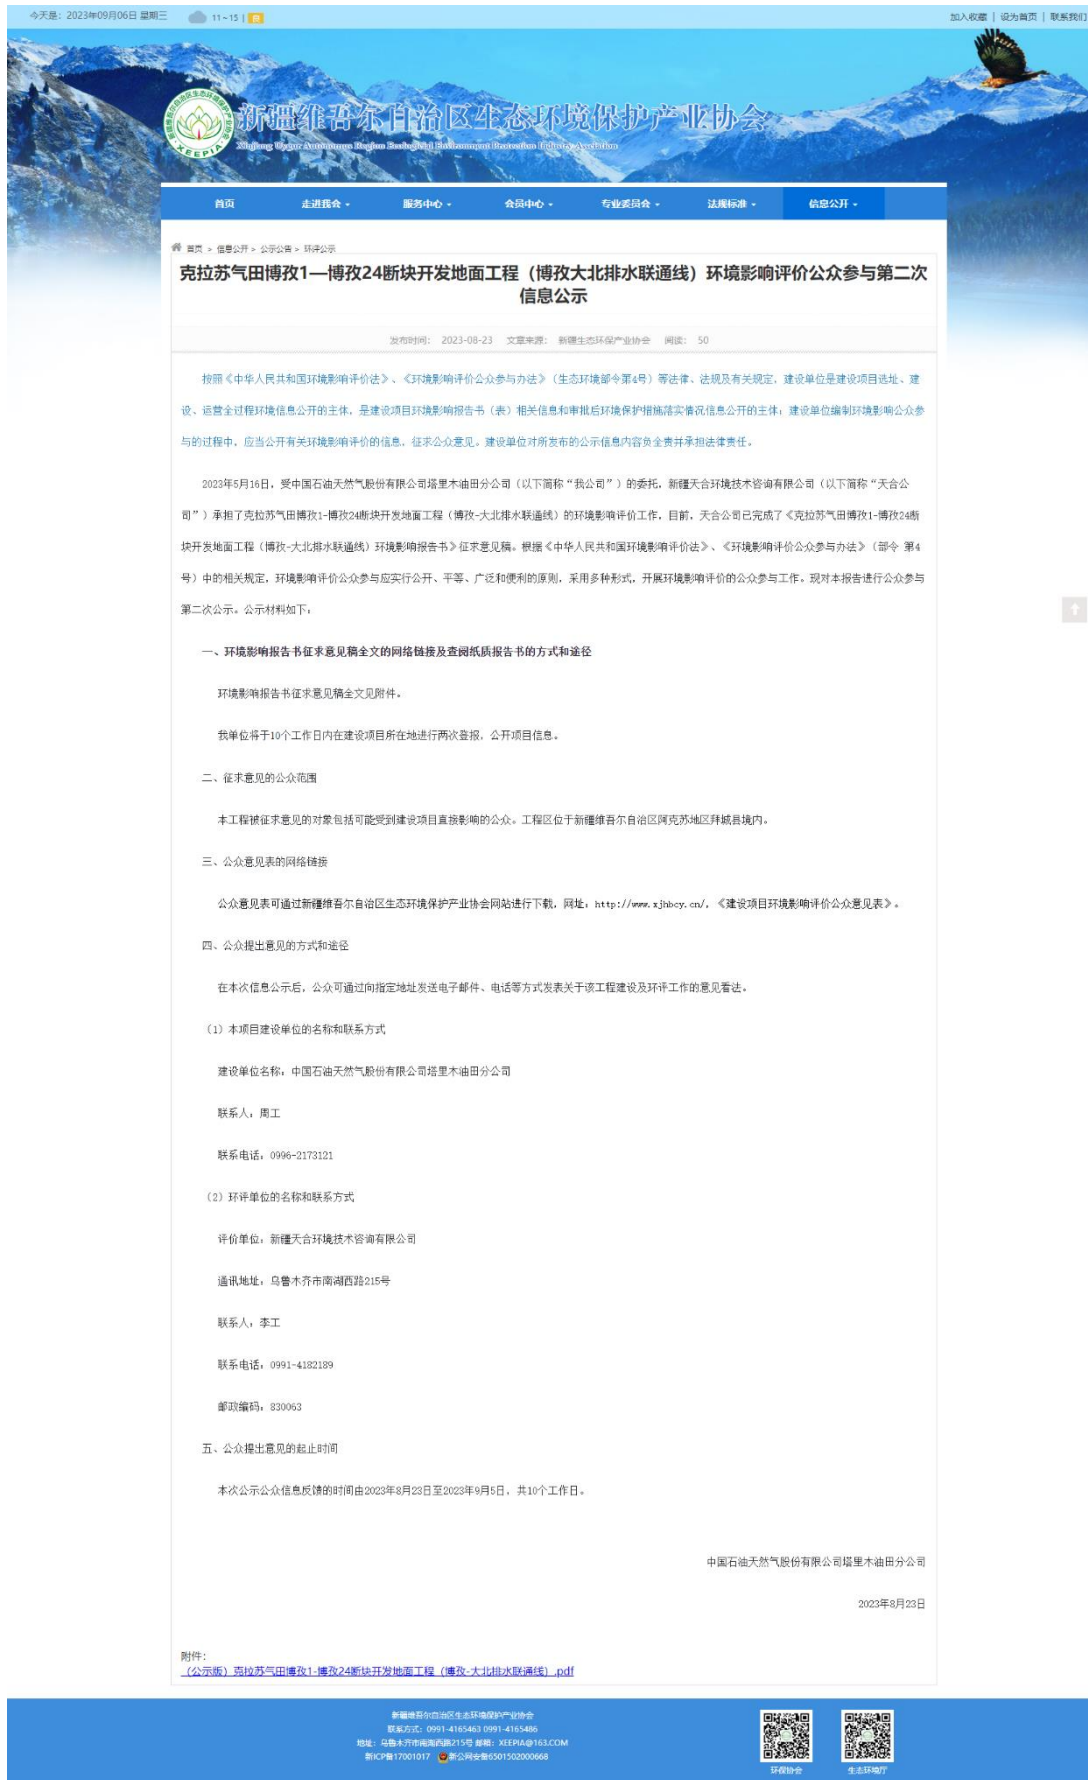 今天是：2023年09月06日 星期三 11~15 | 良
加入收藏 | 设为首页 | 联系我们
新疆维吾尔自治区生态环境保护产业协会
Xinjiang Uygur Autonomous Region Ecological Environment Protection Industry
XEEPIA
首页 走进我会 服务中心 会员中心 专业委员会 法规标准 信息公开
首页 > 信息公开 > 公示公告 > 环评公示
克拉苏气田博孜1—博孜24断块开发地面工程（博孜大北排水联通线）环境影响评价公众参与第二次
信息公示
发布时间： 2023-08-23 文章来源： 新疆生态环保产业协会 阅读： 50
按照《中华人民共和国环境影响评价法》、《环境影响评价公众参与办法》（生态环境部令第4号）等法律、法规及有关规定，建设单位是建设项目选址、建
设、运营全过程环境信息公开的主体，是建设项目环境影响报告书（表）相关信息和审批后环境保护措施落实情况信息公开的主体；建设单位编制环境影响公众参
与的过程中，应当公开有关环境影响评价的信息，征求公众意见。建设单位对所发布的公示信息内容负全责并承担法律责任。
2023年5月16日，受中国石油天然气股份有限公司塔里木油田分公司（以下简称“我公司”）的委托，新疆天合环境技术咨询有限公司（以下简称“天合公
司”）承担了克拉苏气田博孜1-博孜24断块开发地面工程（博孜-大北排水联通线）的环境影响评价工作，目前，天合公司已完成了《克拉苏气田博孜1-博孜24断
块开发地面工程（博孜-大北排水联通线）环境影响报告书》征求意见稿。根据《中华人民共和国环境影响评价法》、《环境影响评价公众参与办法》（部令 第4
号）中的相关规定，环境影响评价公众参与应实行公开、平等、广泛和便利的原则，采用多种形式，开展环境影响评价的公众参与工作。现对本报告进行公众参与
第二次公示。公示材料如下：
一、环境影响报告书征求意见稿全文的网络链接及查阅纸质报告书的方式和途径
环境影响报告书征求意见稿全文见附件。
我单位将于10个工作日内在建设项目所在地进行两次登报，公开项目信息。
二、征求意见的公众范围
本工程被征求意见的对象包括可能受到建设项目直接影响的公众。工程区位于新疆维吾尔自治区阿克苏地区拜城县境内。
三、公众意见表的网络链接
公众意见表可通过新疆维吾尔自治区生态环境保护产业协会网站进行下载，网址：http://www.xjhbcy.cn/，《建设项目环境影响评价公众意见表》。
四、公众提出意见的方式和途径
在本次信息公示后，公众可通过向指定地址发送电子邮件、电话等方式发表关于该工程建设及环评工作的意见看法。
（1）本项目建设单位的名称和联系方式
建设单位名称：中国石油天然气股份有限公司塔里木油田分公司
联系人：周工
联系电话：0996-2173121
（2）环评单位的名称和联系方式
评价单位：新疆天合环境技术咨询有限公司
通讯地址：乌鲁木齐市南湖西路215号
联系人：李工
联系电话：0991-4182189
邮政编码：830063
五、公众提出意见的起止时间
本次公示公众信息反馈的时间由2023年8月23日至2023年9月5日，共10个工作日。
中国石油天然气股份有限公司塔里木油田分公司
2023年8月23日
附件：
（公示版）克拉苏气田博孜1-博孜24断块开发地面工程（博孜-大北排水联通线）.pdf
新疆维吾尔自治区生态环境保护产业协会
联系方式：0991-4165463 0991-4165486
地址：乌鲁木齐市南湖西路215号 邮箱：XEEPIA@163.COM
新ICP备17001017 新公网安备6501502000668
环保协会 生态环境厅